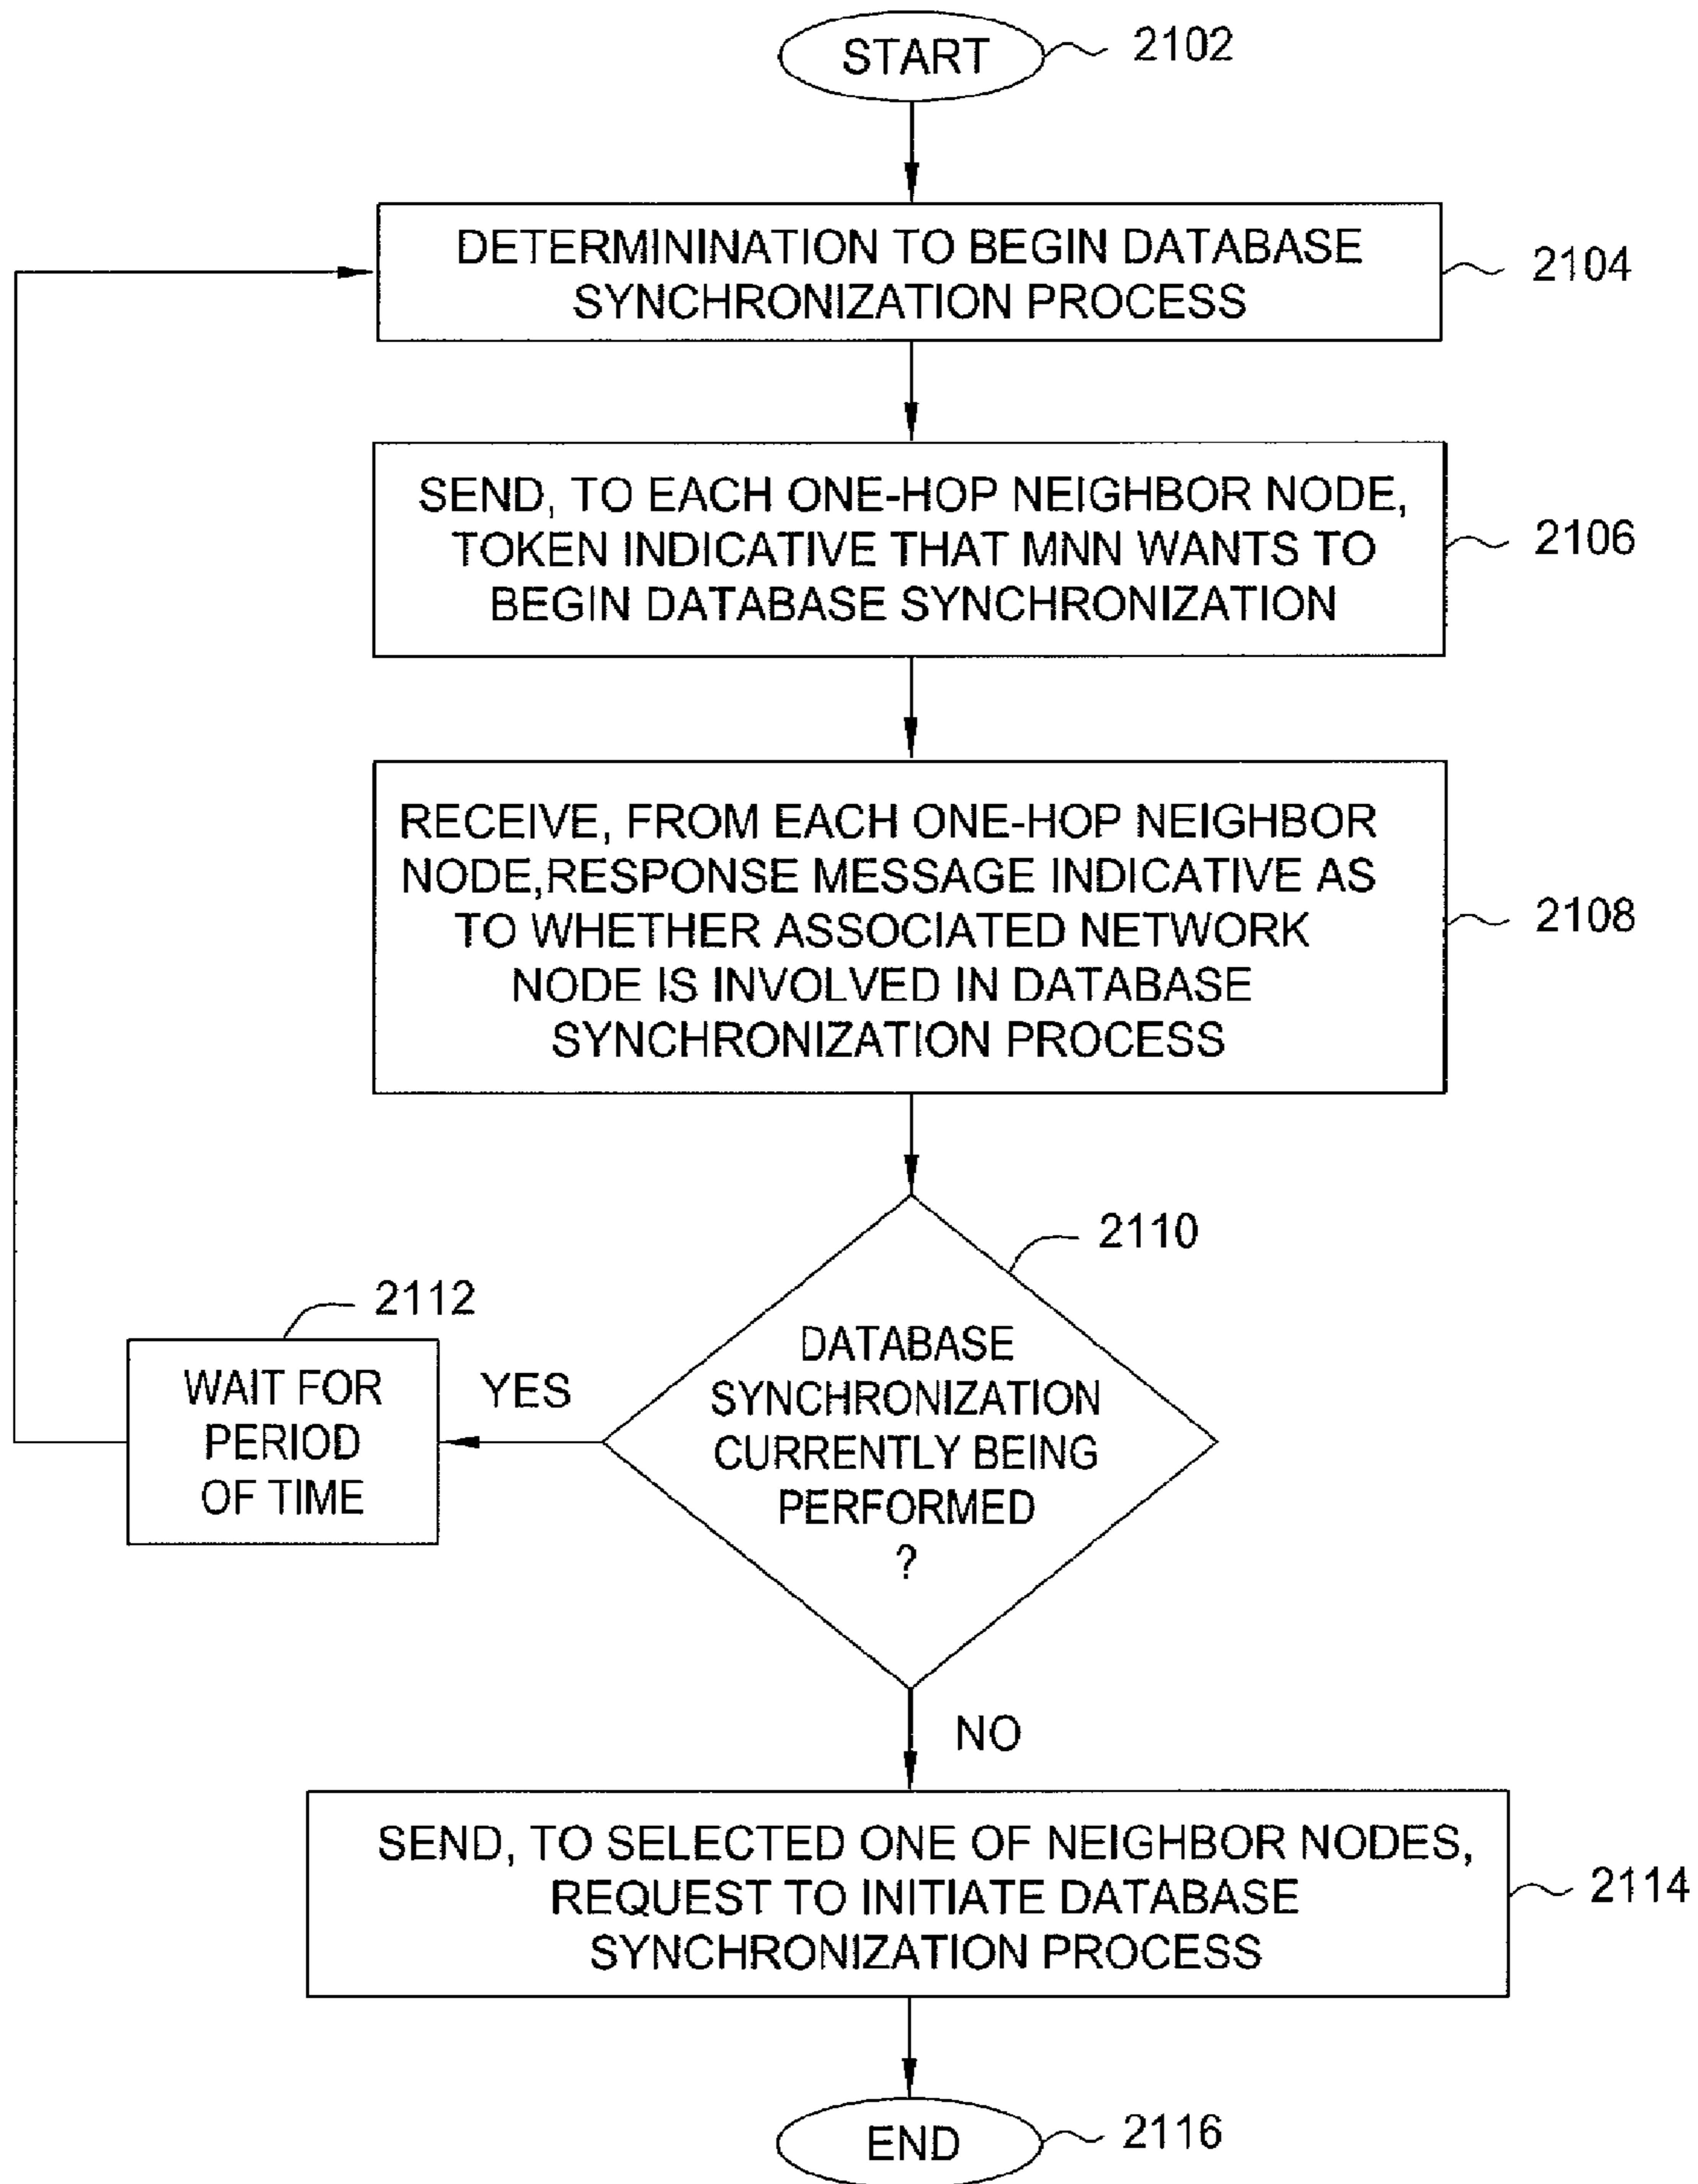 START
2102
DETERMININATION TO BEGIN DATABASE
SYNCHRONIZATION PROCESS
2104
SEND, TO EACH ONE-HOP NEIGHBOR NODE,
TOKEN INDICATIVE THAT MNN WANTS TO
BEGIN DATABASE SYNCHRONIZATION
2106
RECEIVE, FROM EACH ONE-HOP NEIGHBOR
NODE,RESPONSE MESSAGE INDICATIVE AS
TO WHETHER ASSOCIATED NETWORK
NODE IS INVOLVED IN DATABASE
SYNCHRONIZATION PROCESS
2108
2110
DATABASE
SYNCHRONIZATION
CURRENTLY BEING
PERFORMED
?
YES
2112
WAIT FOR
PERIOD
OF TIME
NO
SEND, TO SELECTED ONE OF NEIGHBOR NODES,
REQUEST TO INITIATE DATABASE
SYNCHRONIZATION PROCESS
2114
END
2116